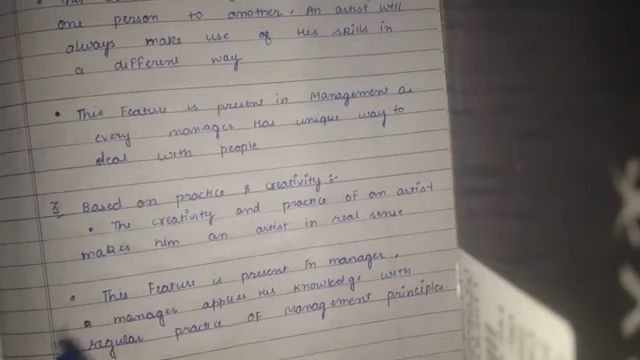 one person to another. An artist will
always make use of His skills in
a different way
• This Feature is present in Management as
every manager Has unique way to
deal with people
3 Based on practice & creativity :-
• The creativity and practice of an artist
makes him an artist in real sense
• This Feature is present In manager.
a manager applies His knowledge with
regular practice of Management principles